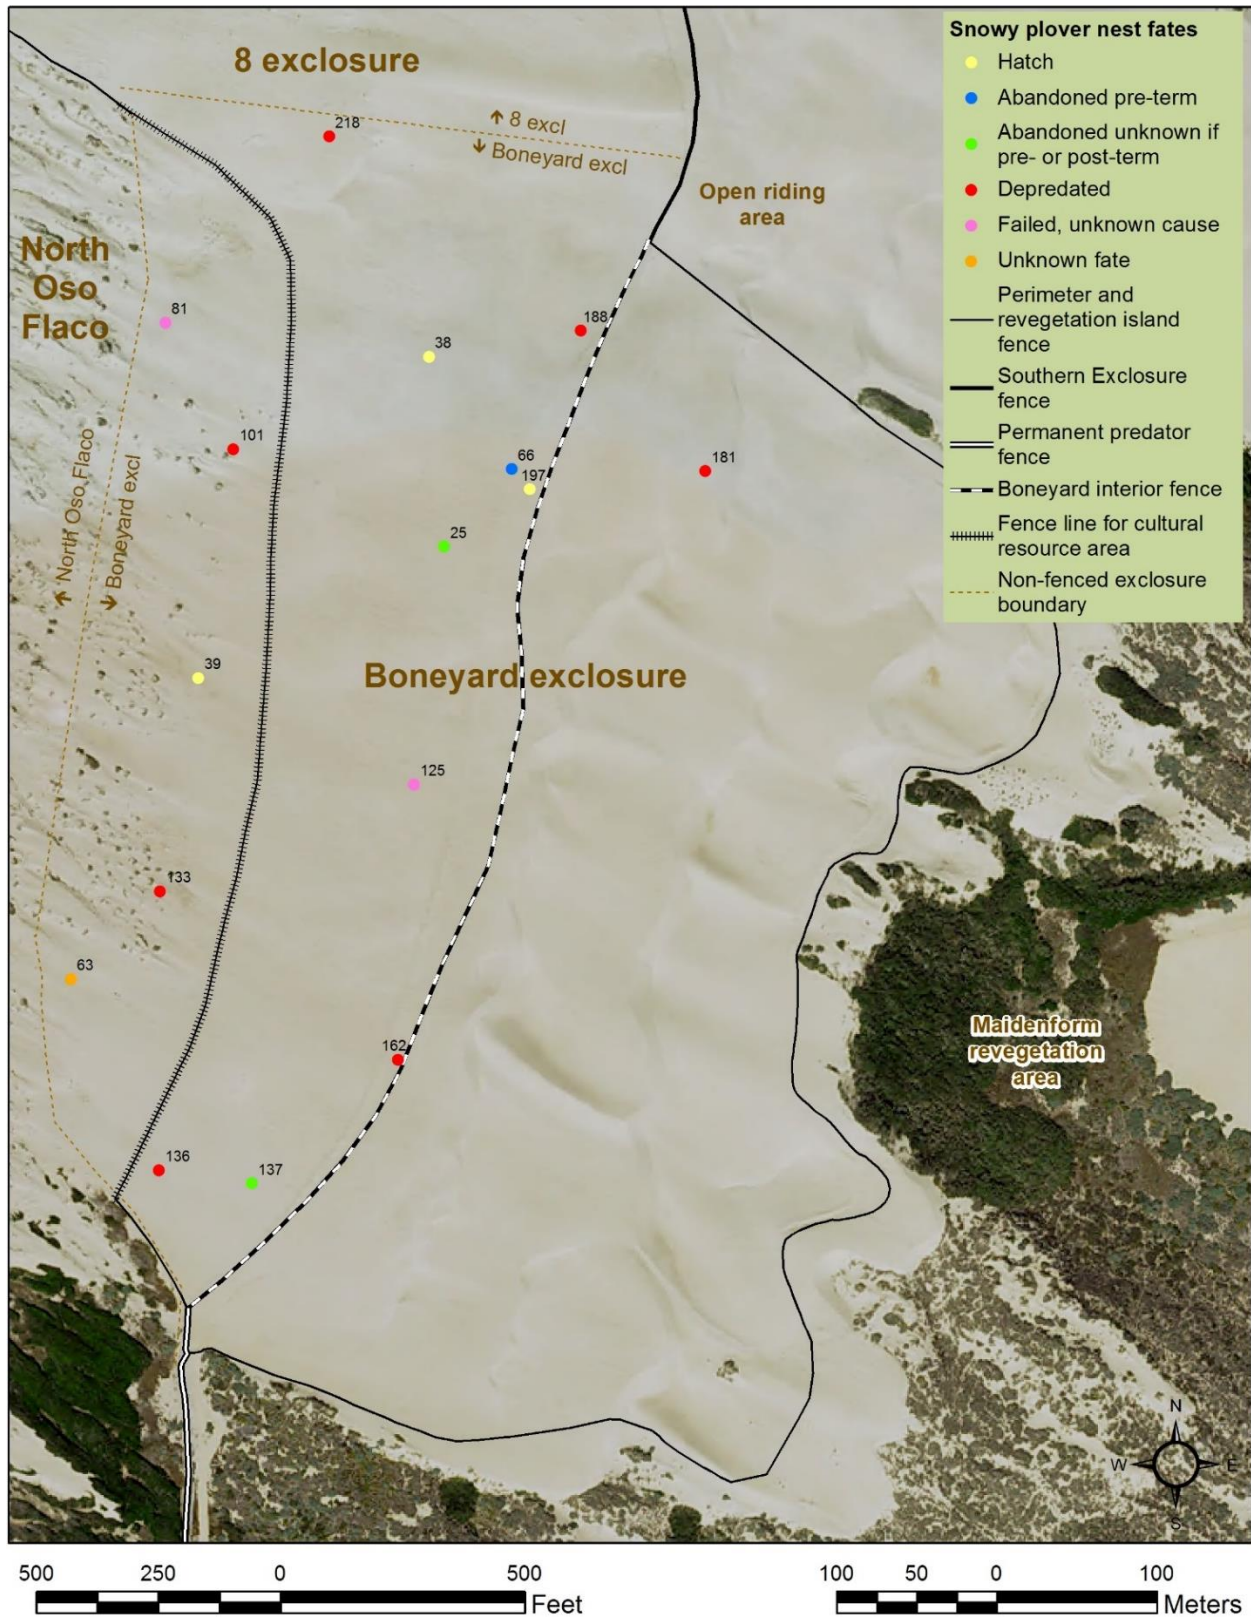 8 exclosure
↑ 8 excl
↓ Boneyard excl
218
Open riding
area
North
Oso
Flaco
81
188
38
101
66
197
181
25
↑ North Oso Flaco
↓ Boneyard excl
39
Boneyard exclosure
125
133
63
162
Maidenform
revegetation
area
136
137
Snowy plover nest fates
Hatch
Abandoned pre-term
Abandoned unknown if
pre- or post-term
Depredated
Failed, unknown cause
Unknown fate
Perimeter and
revegetation island
fence
Southern Exclosure
fence
Permanent predator
fence
Boneyard interior fence
Fence line for cultural
resource area
Non-fenced exclosure
boundary
N
W E
S
500 250 0 500
Feet
100 50 0 100
Meters